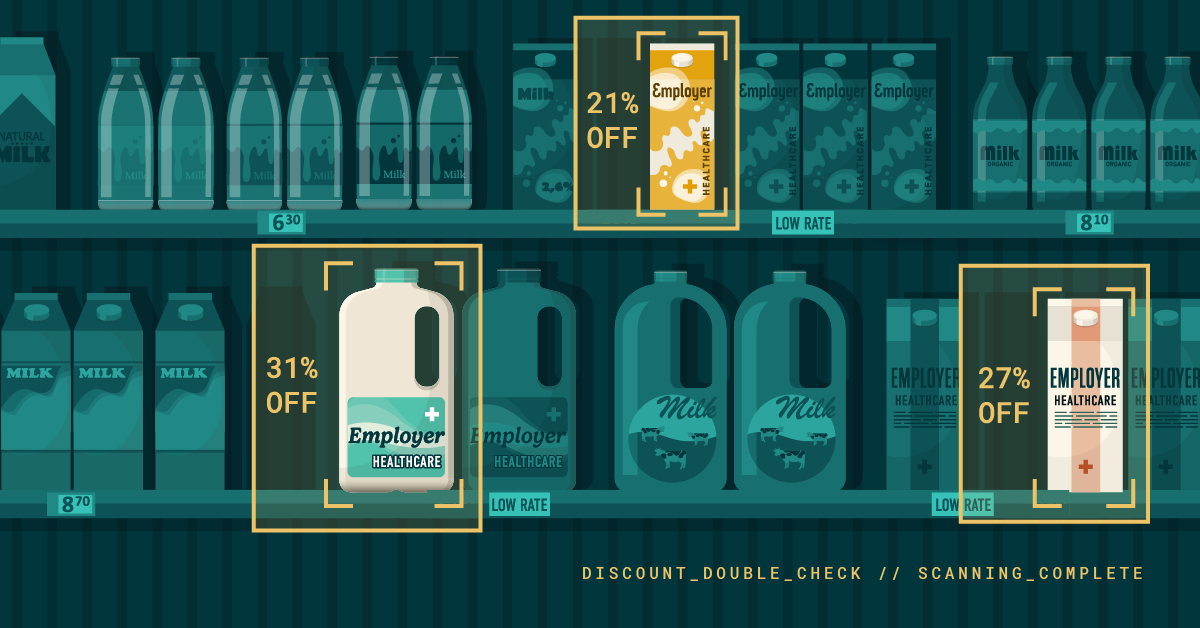 NATURAL
MILK
Milk
Milk
Milk
Milk
Milk
Milk
Milk
2,6%
21%
OFF
Employer
HEALTHCARE
Employer
HEALTHCARE
Employer
HEALTHCARE
Employer
HEALTHCARE
Milk
ORGANIC
Milk
ORGANIC
Milk
ORGANIC
Milk
ORGANIC
6 30
LOW RATE
8 10
MILK
MILK
MILK
31%
OFF
Employer
HEALTHCARE
Employer
HEALTHCARE
Milk
Milk
EMPLOYER
HEALTHCARE
27%
OFF
EMPLOYER
HEALTHCARE
EMPLOYER
HEALTHCARE
8 70
LOW RATE
LOW RATE
DISCOUNT_DOUBLE_CHECK // SCANNING_COMPLETE